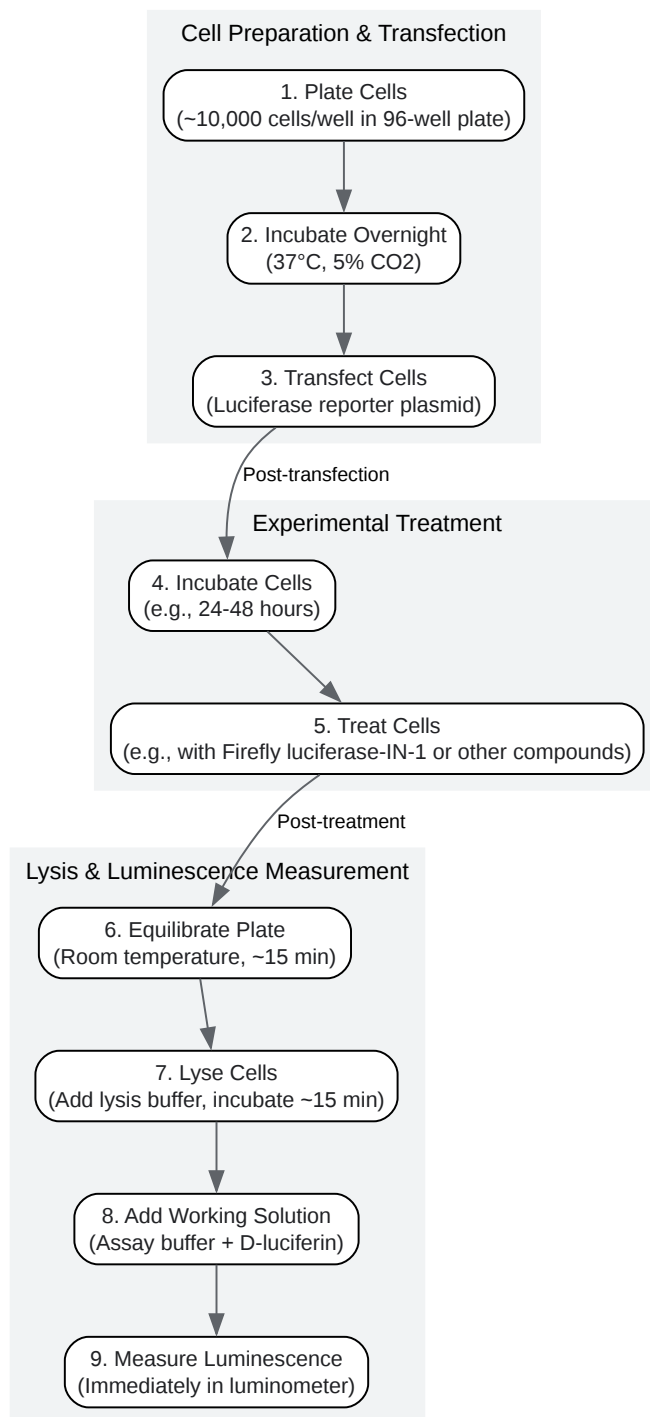 Cell Preparation & Transfection
1. Plate Cells
(~10,000 cells/well in 96-well plate)
2. Incubate Overnight
(37°C, 5% CO2)
3. Transfect Cells
(Luciferase reporter plasmid)
Post-transfection
Experimental Treatment
4. Incubate Cells
(e.g., 24-48 hours)
5. Treat Cells
(e.g., with Firefly luciferase-IN-1 or other compounds)
Post-treatment
Lysis & Luminescence Measurement
6. Equilibrate Plate
(Room temperature, ~15 min)
7. Lyse Cells
(Add lysis buffer, incubate ~15 min)
8. Add Working Solution
(Assay buffer + D-luciferin)
9. Measure Luminescence
(Immediately in luminometer)